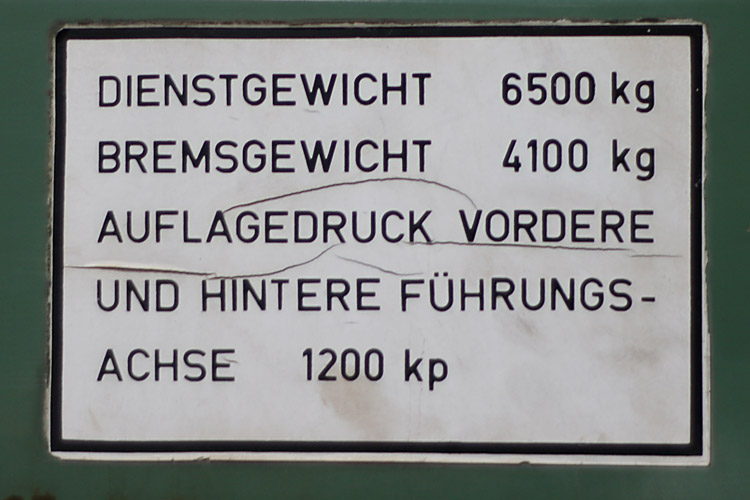 DIENSTGEWICHT 6500 kg
BREMSGEWICHT 4100 kg
AUFLAGEDRUCK VORDERE
UND HINTERE FÜHRUNGS-
ACHSE 1200 kp